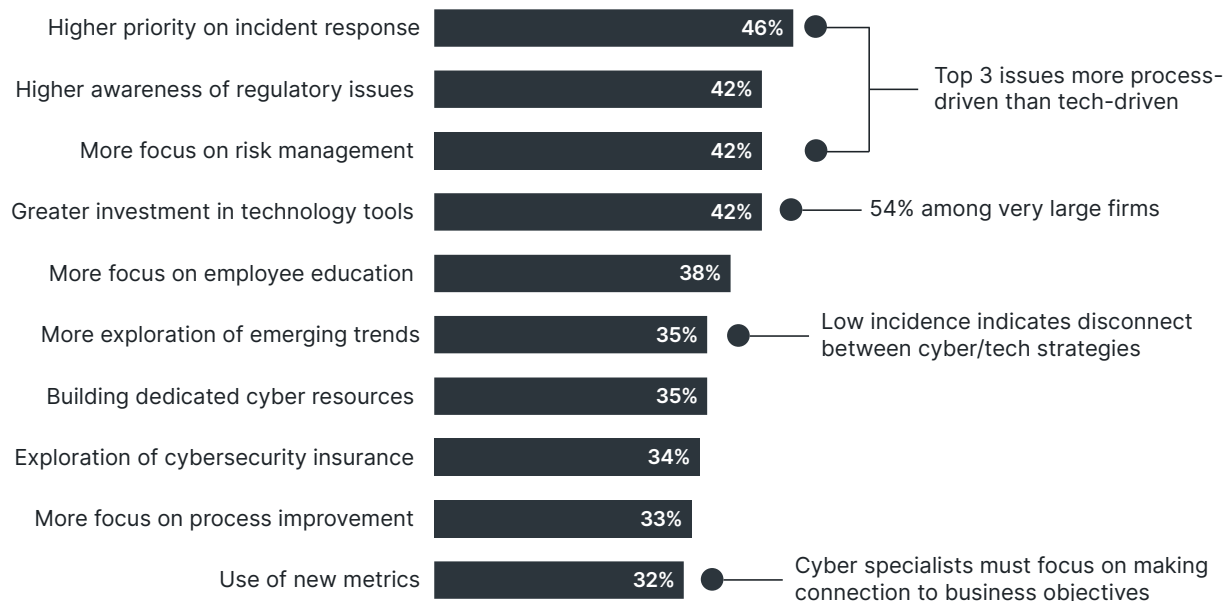 Higher priority on incident response 46%
Higher awareness of regulatory issues 42%
Top 3 issues more process-
driven than tech-driven
More focus on risk management 42%
Greater investment in technology tools 42% 54% among very large firms
More focus on employee education 38%
More exploration of emerging trends 35%
Low incidence indicates disconnect
between cyber/tech strategies
Building dedicated cyber resources 35%
Exploration of cybersecurity insurance 34%
More focus on process improvement 33%
Use of new metrics 32%
Cyber specialists must focus on making
connection to business objectives